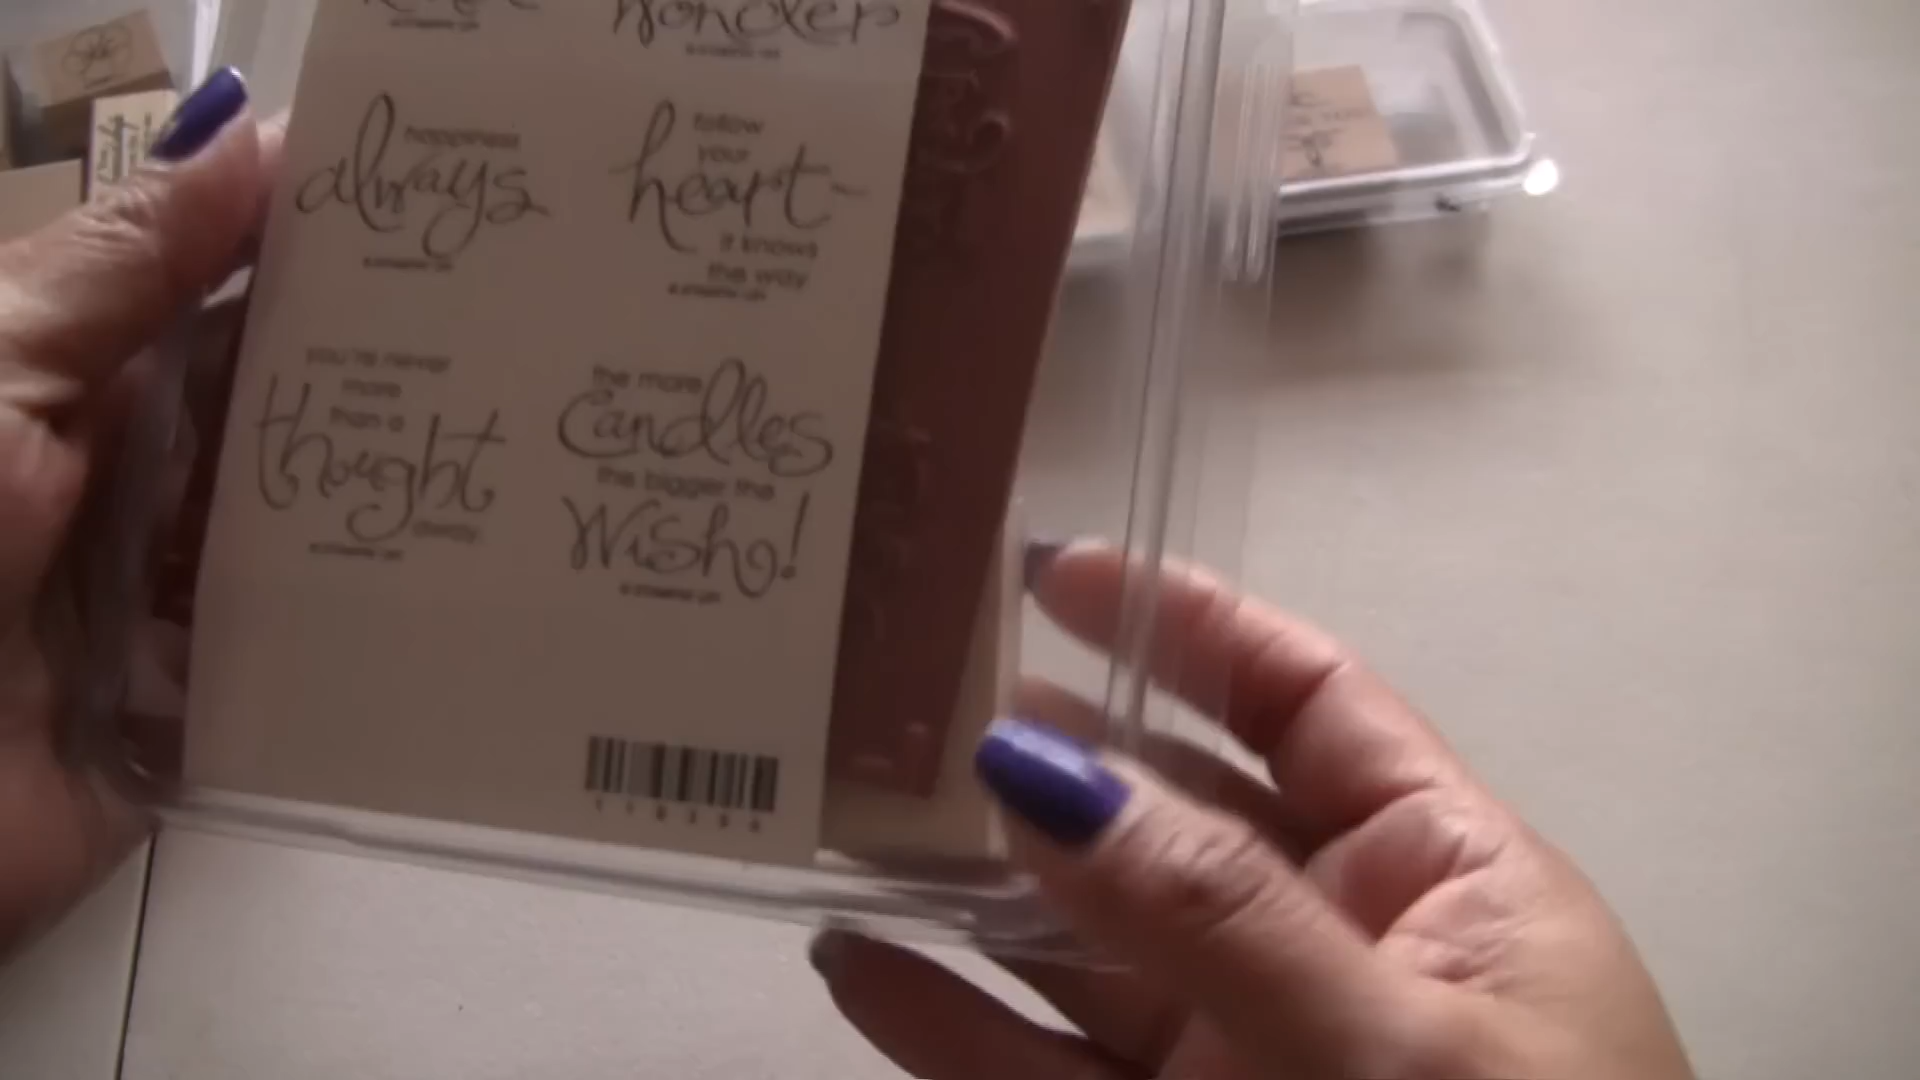 Wonder
happiness
always
follow
your
heart
it knows
the way
you're never
more
than a
thought
away.
the more
Candles
the bigger the
Wish!